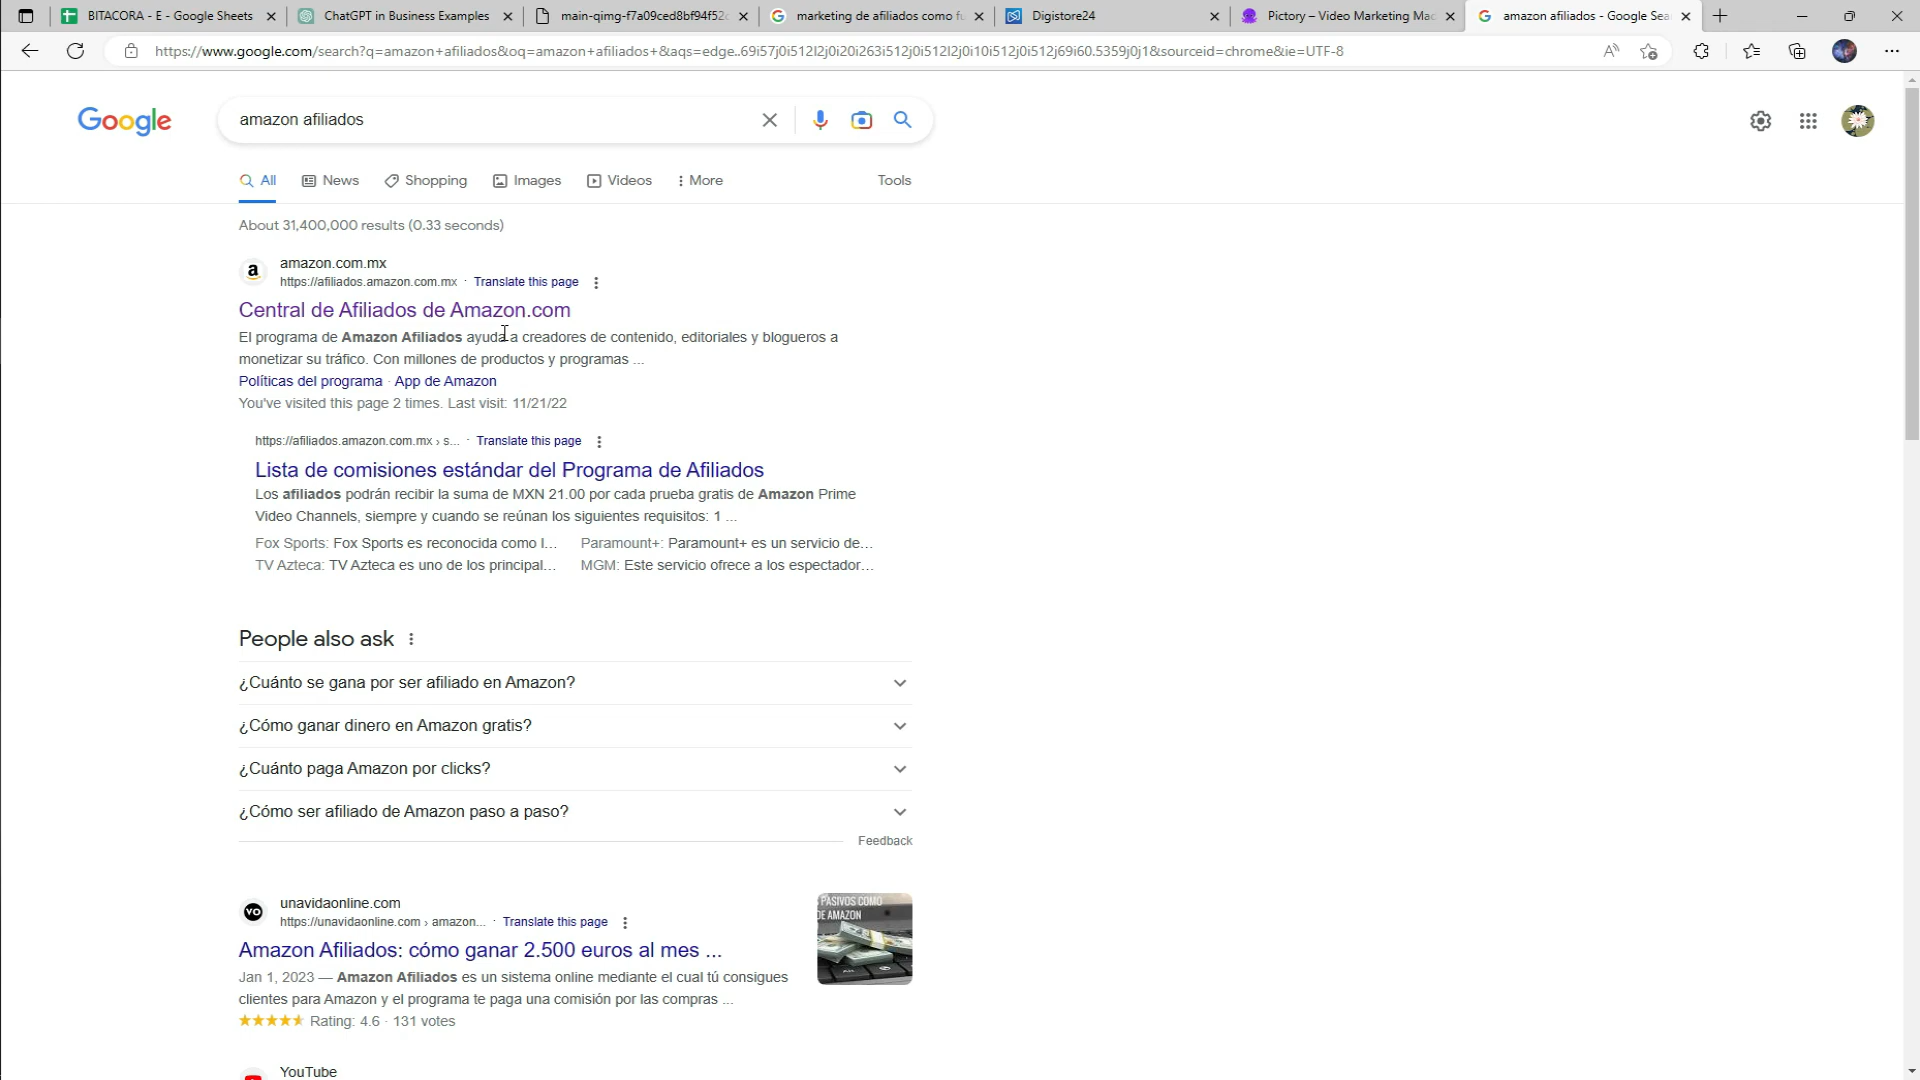 BITACORA - E - Google Sheets
ChatGPT in Business Examples
main-qimg-f7a09ced8bf94f52
marketing de afiliados como fu
Digistore24
Pictory – Video Marketing Mac
amazon afiliados - Google Sea
https://www.google.com/search?q=amazon+afiliados&oq=amazon+afiliados+&aqs=edge..69i57j0i512l2j0i20i263i512j0i512l2j0i10i512j0i512j69i60.5359j0j1&sourceid=chrome&ie=UTF-8
Google
amazon afiliados
All
News
Shopping
Images
Videos
More
Tools
About 31,400,000 results (0.33 seconds)
amazon.com.mx
https://afiliados.amazon.com.mx · Translate this page
Central de Afiliados de Amazon.com
El programa de Amazon Afiliados ayuda a creadores de contenido, editoriales y blogueros a
monetizar su tráfico. Con millones de productos y programas ...
Políticas del programa · App de Amazon
You've visited this page 2 times. Last visit: 11/21/22
https://afiliados.amazon.com.mx › s... · Translate this page
Lista de comisiones estándar del Programa de Afiliados
Los afiliados podrán recibir la suma de MXN 21.00 por cada prueba gratis de Amazon Prime
Video Channels, siempre y cuando se reúnan los siguientes requisitos: 1 ...
Fox Sports: Fox Sports es reconocida como l... Paramount+: Paramount+ es un servicio de...
TV Azteca: TV Azteca es uno de los principal... MGM: Este servicio ofrece a los espectador...
People also ask
¿Cuánto se gana por ser afiliado en Amazon?
¿Cómo ganar dinero en Amazon gratis?
¿Cuánto paga Amazon por clicks?
¿Cómo ser afiliado de Amazon paso a paso?
Feedback
unavidaonline.com
https://unavidaonline.com › amazon... · Translate this page
Amazon Afiliados: cómo ganar 2.500 euros al mes ...
Jan 1, 2023 — Amazon Afiliados es un sistema online mediante el cual tú consigues
clientes para Amazon y el programa te paga una comisión por las compras ...
Rating: 4.6 · 131 votes
PASIVOS COMO
DE AMAZON
YouTube